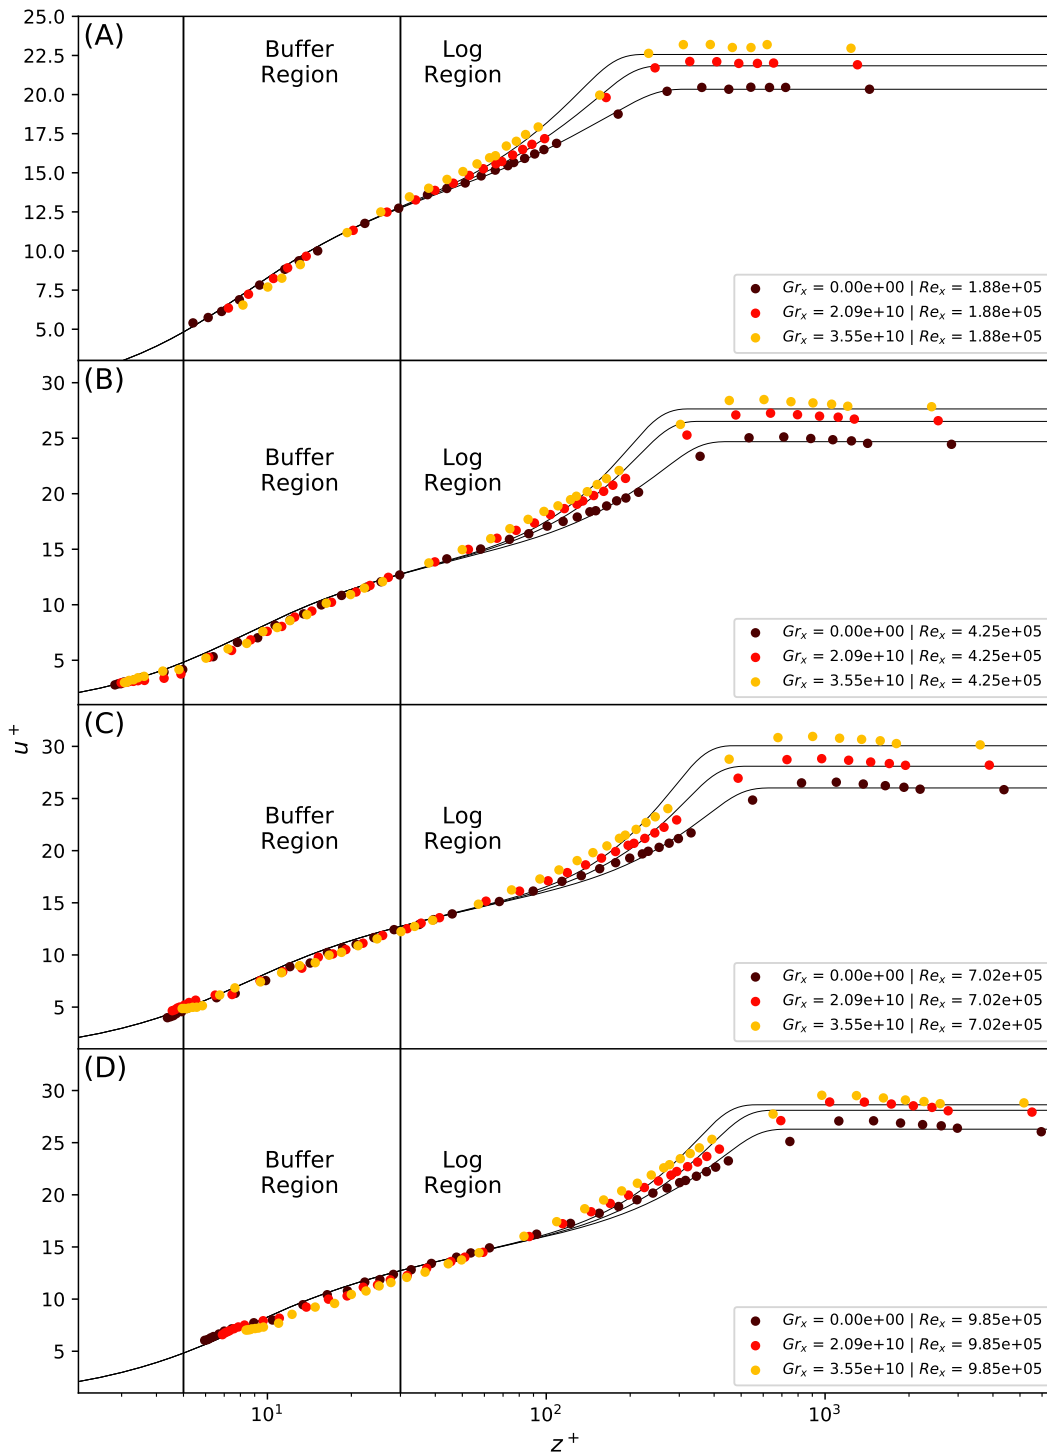 25.0
(A)
Buffer
Region
Log
Region
22.5
20.0
17.5
15.0
12.5
10.0
7.5
5.0
Gr_x = 0.00e+00 | Re_x = 1.88e+05
Gr_x = 2.09e+10 | Re_x = 1.88e+05
Gr_x = 3.55e+10 | Re_x = 1.88e+05
(B)
Buffer
Region
Log
Region
30
25
20
15
10
5
Gr_x = 0.00e+00 | Re_x = 4.25e+05
Gr_x = 2.09e+10 | Re_x = 4.25e+05
Gr_x = 3.55e+10 | Re_x = 4.25e+05
u^+
(C)
Buffer
Region
Log
Region
30
25
20
15
10
5
Gr_x = 0.00e+00 | Re_x = 7.02e+05
Gr_x = 2.09e+10 | Re_x = 7.02e+05
Gr_x = 3.55e+10 | Re_x = 7.02e+05
(D)
Buffer
Region
Log
Region
30
25
20
15
10
5
Gr_x = 0.00e+00 | Re_x = 9.85e+05
Gr_x = 2.09e+10 | Re_x = 9.85e+05
Gr_x = 3.55e+10 | Re_x = 9.85e+05
10^1 10^2 10^3
z^+